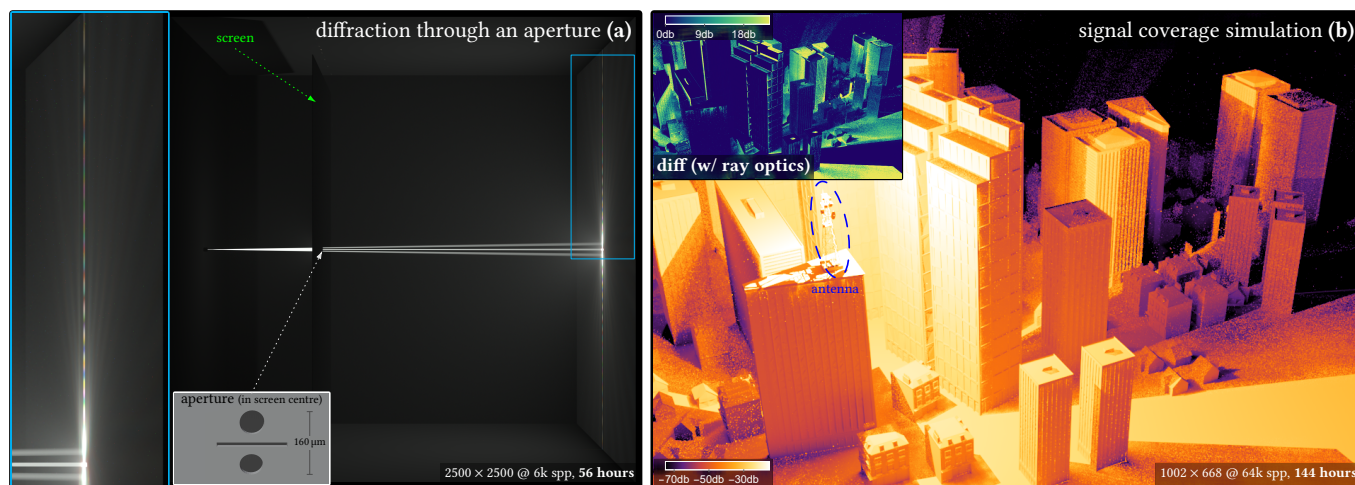 diffraction through an aperture (a)
screen
aperture (in screen centre)
160 μm
2500 × 2500 @ 6k spp, 56 hours
signal coverage simulation (b)
0db 9db 18db
diff (w/ ray optics)
antenna
−70db −50db −30db
1002 × 668 @ 64k spp, 144 hours